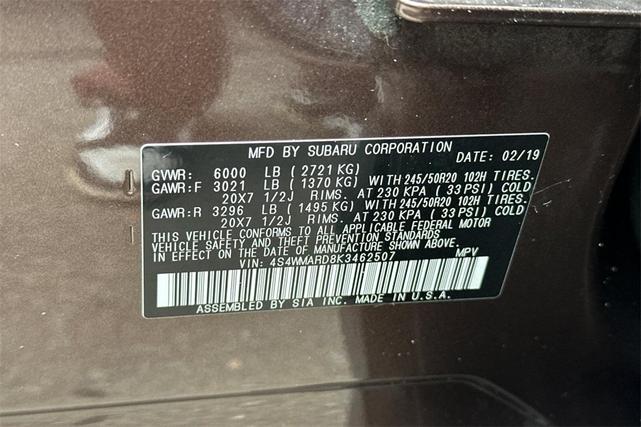 MFD BY SUBARU CORPORATION
DATE: 02/19
GVWR: 6000 LB (2721 KG)
GAWR:F 3021 LB (1370 KG) WITH 245/50R20 102H TIRES.
20X7 1/2J RIMS. AT 230 KPA (33 PSI) COLD
GAWR:R 3296 LB (1495 KG) WITH 245/50R20 102H TIRES.
20X7 1/2J RIMS. AT 230 KPA (33 PSI) COLD
THIS VEHICLE CONFORMS TO ALL APPLICABLE FEDERAL MOTOR
VEHICLE SAFETY AND THEFT PREVENTION STANDARDS
IN EFFECT ON THE DATE OF MANUFACTURE SHOWN ABOVE.
VIN: 4S4WMARD8K3462507 MPV
ASSEMBLED BY SIA INC. MADE IN U.S.A.